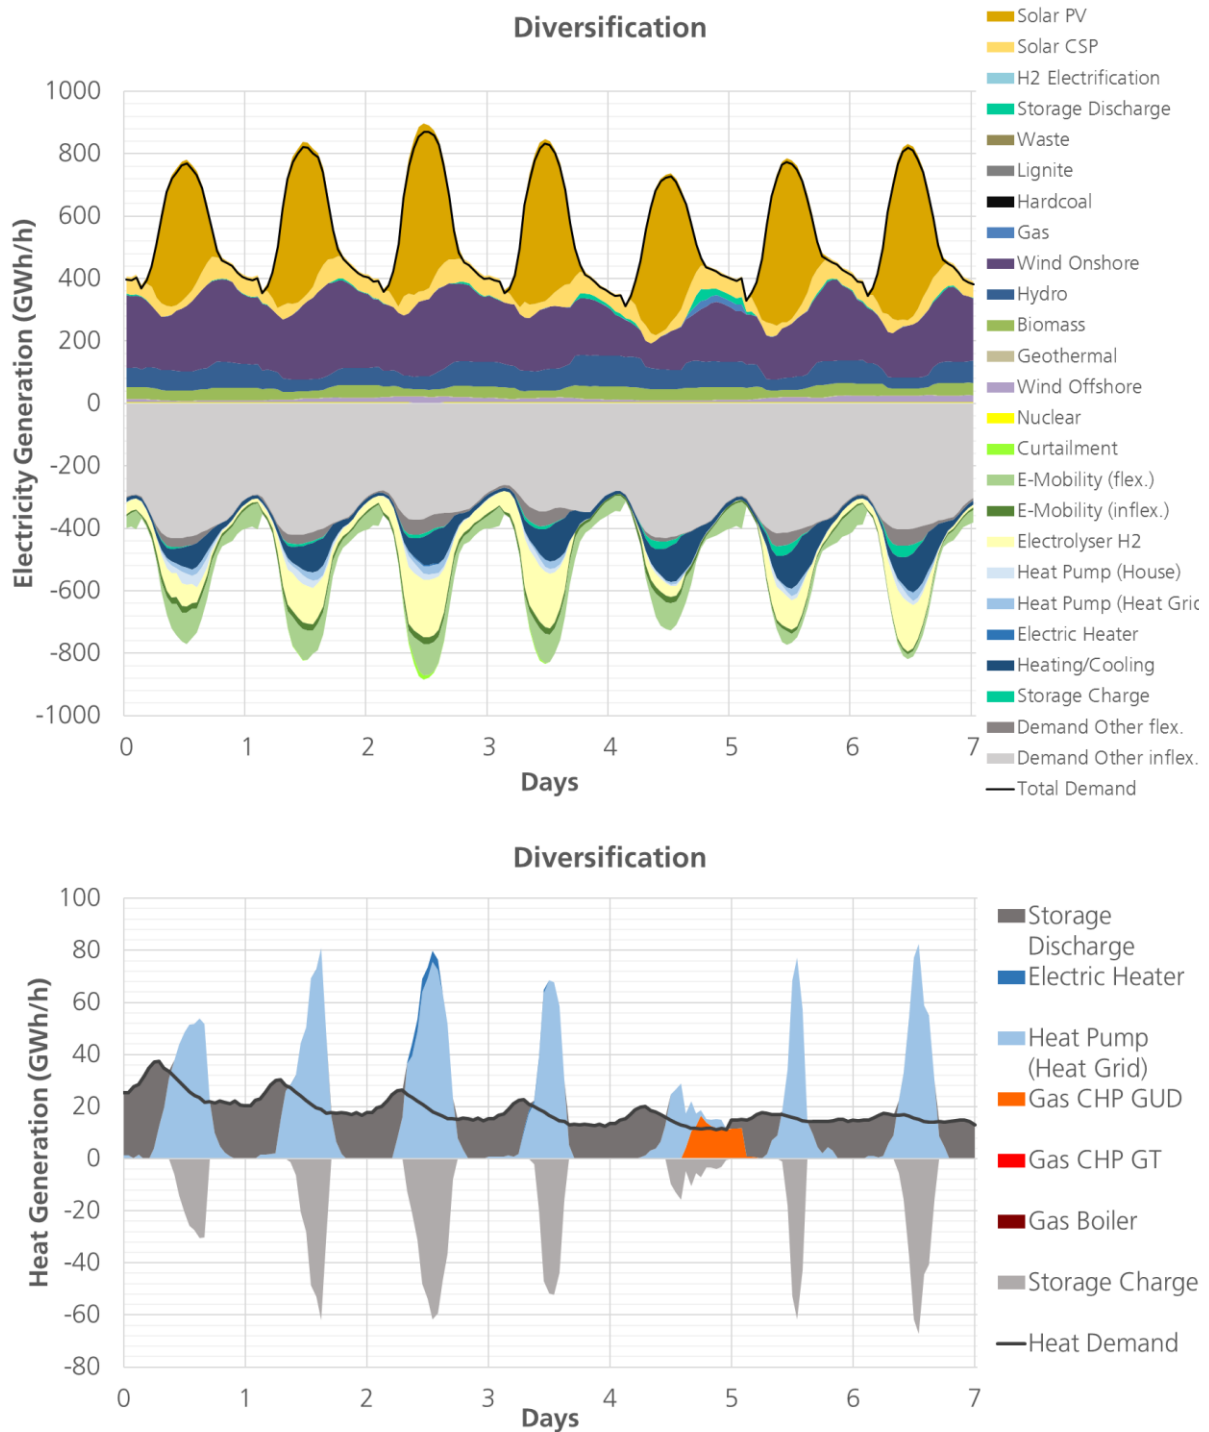 Diversification
Solar PV
Solar CSP
H2 Electrification
Storage Discharge
Waste
Lignite
Hardcoal
Gas
Wind Onshore
Hydro
Biomass
Geothermal
Wind Offshore
Nuclear
Curtailment
E-Mobility (flex.)
E-Mobility (inflex.)
Electrolyser H2
Heat Pump (House)
Heat Pump (Heat Gric
Electric Heater
Heating/Cooling
Storage Charge
Demand Other flex.
Demand Other inflex.
Total Demand
Electricity Generation (GWh/h)
1000
800
600
400
200
0
-200
-400
-600
-800
-1000
0 1 2 3 4 5 6 7
Days
Diversification
Heat Generation (GWh/h)
100
80
60
40
20
0
-20
-40
-60
-80
0 1 2 3 4 5 6 7
Days
Storage
Discharge
Electric Heater
Heat Pump
(Heat Grid)
Gas CHP GUD
Gas CHP GT
Gas Boiler
Storage Charge
Heat Demand